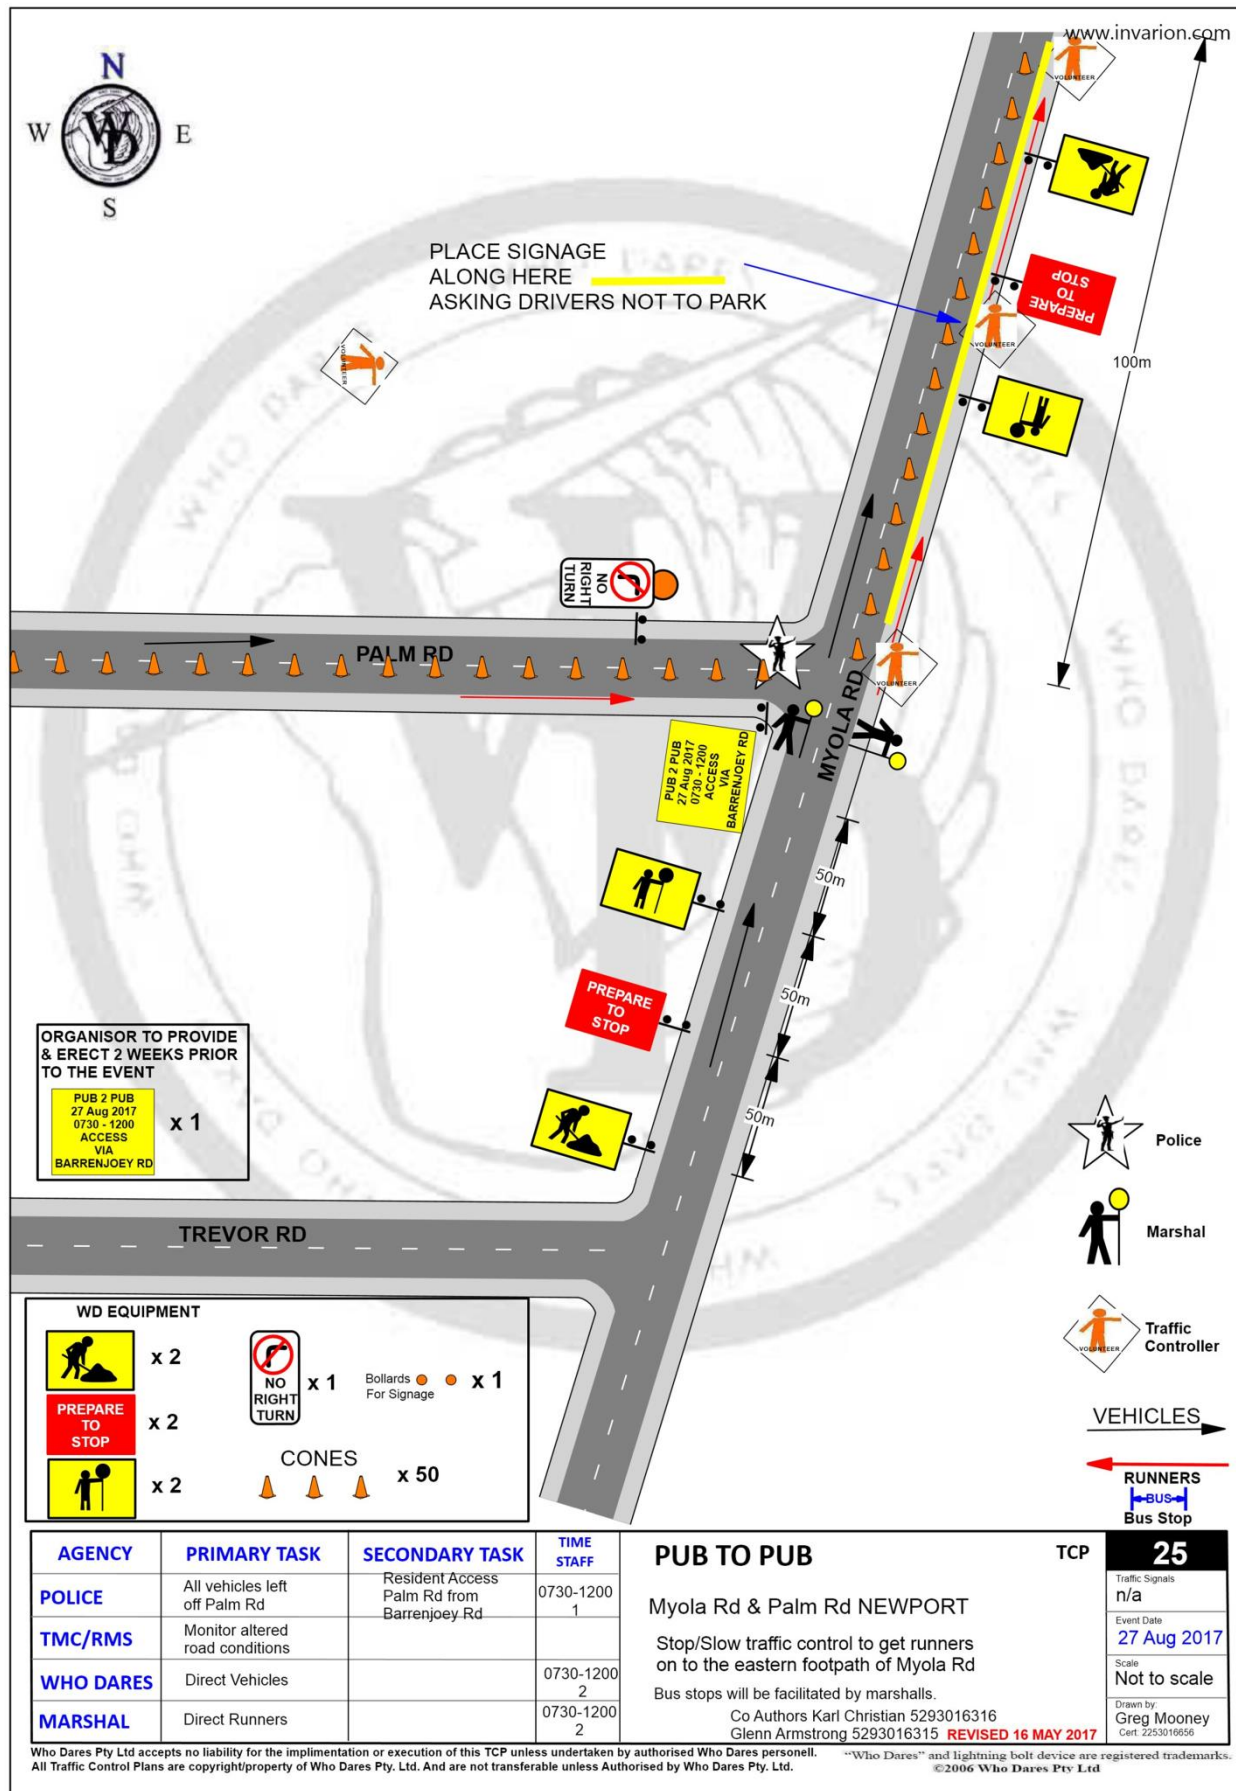 www.invarion.com
N
W
E
S
PLACE SIGNAGE
ALONG HERE
ASKING DRIVERS NOT TO PARK
VOLUNTEER
VOLUNTEER
PREPARE
TO
STOP
VOLUNTEER
100m
NO
RIGHT
TURN
PALM RD
VOLUNTEER
MYOLA RD
PUB 2 PUB
27 Aug 2017
0730 - 1200
ACCESS
VIA
BARRENJOEY RD
50m
50m
50m
PREPARE
TO
STOP
ORGANISOR TO PROVIDE
& ERECT 2 WEEKS PRIOR
TO THE EVENT
PUB 2 PUB
27 Aug 2017
0730 - 1200
ACCESS
VIA
BARRENJOEY RD
x 1
TREVOR RD
Police
Marshal
VOLUNTEER
Traffic
Controller
VEHICLES
RUNNERS
BUS
Bus Stop
WD EQUIPMENT
x 2
PREPARE
TO
STOP
x 2
x 2
NO
RIGHT
TURN
x 1
Bollards
For Signage
x 1
CONES
x 50
AGENCY PRIMARY TASK SECONDARY TASK TIME STAFF
POLICE
All vehicles left
off Palm Rd
Resident Access
Palm Rd from
Barrenjoey Rd
0730-1200
1
TMC/RMS
Monitor altered
road conditions
WHO DARES
Direct Vehicles
0730-1200
2
MARSHAL
Direct Runners
0730-1200
2
PUB TO PUB
TCP
25
Myola Rd & Palm Rd NEWPORT
Stop/Slow traffic control to get runners
on to the eastern footpath of Myola Rd
Bus stops will be facilitated by marshalls.
Co Authors Karl Christian 5293016316
Glenn Armstrong 5293016315 REVISED 16 MAY 2017
Traffic Signals
n/a
Event Date
27 Aug 2017
Scale
Not to scale
Drawn by:
Greg Mooney
Cert: 2253016656
Who Dares Pty Ltd accepts no liability for the implimentation or execution of this TCP unless undertaken by authorised Who Dares personell.
All Traffic Control Plans are copyright/property of Who Dares Pty. Ltd. And are not transferable unless Authorised by Who Dares Pty. Ltd.
“Who Dares” and lightning bolt device are registered trademarks.
©2006 Who Dares Pty Ltd